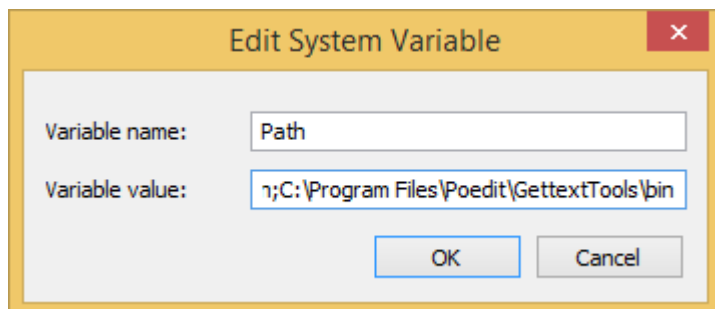 Edit System Variable
Variable name: Path
Variable value: ;C:\Program Files\Poedit\GettextTools\bin
OK Cancel